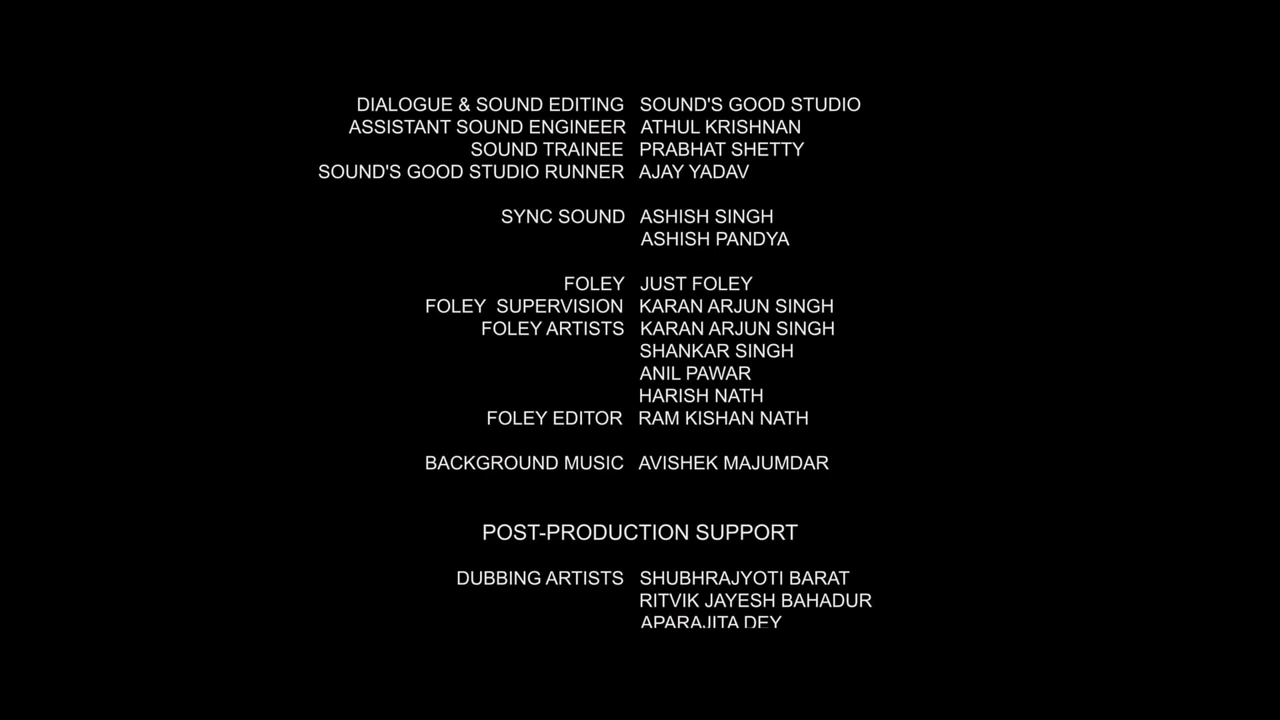 DIALOGUE & SOUND EDITING SOUND'S GOOD STUDIO
ASSISTANT SOUND ENGINEER ATHUL KRISHNAN
SOUND TRAINEE PRABHAT SHETTY
SOUND'S GOOD STUDIO RUNNER AJAY YADAV
SYNC SOUND ASHISH SINGH
ASHISH PANDYA
FOLEY JUST FOLEY
FOLEY SUPERVISION KARAN ARJUN SINGH
FOLEY ARTISTS KARAN ARJUN SINGH
SHANKAR SINGH
ANIL PAWAR
HARISH NATH
FOLEY EDITOR RAM KISHAN NATH
BACKGROUND MUSIC AVISHEK MAJUMDAR
POST-PRODUCTION SUPPORT
DUBBING ARTISTS SHUBHRAJYOTI BARAT
RITVIK JAYESH BAHADUR
APARAJITA DEY